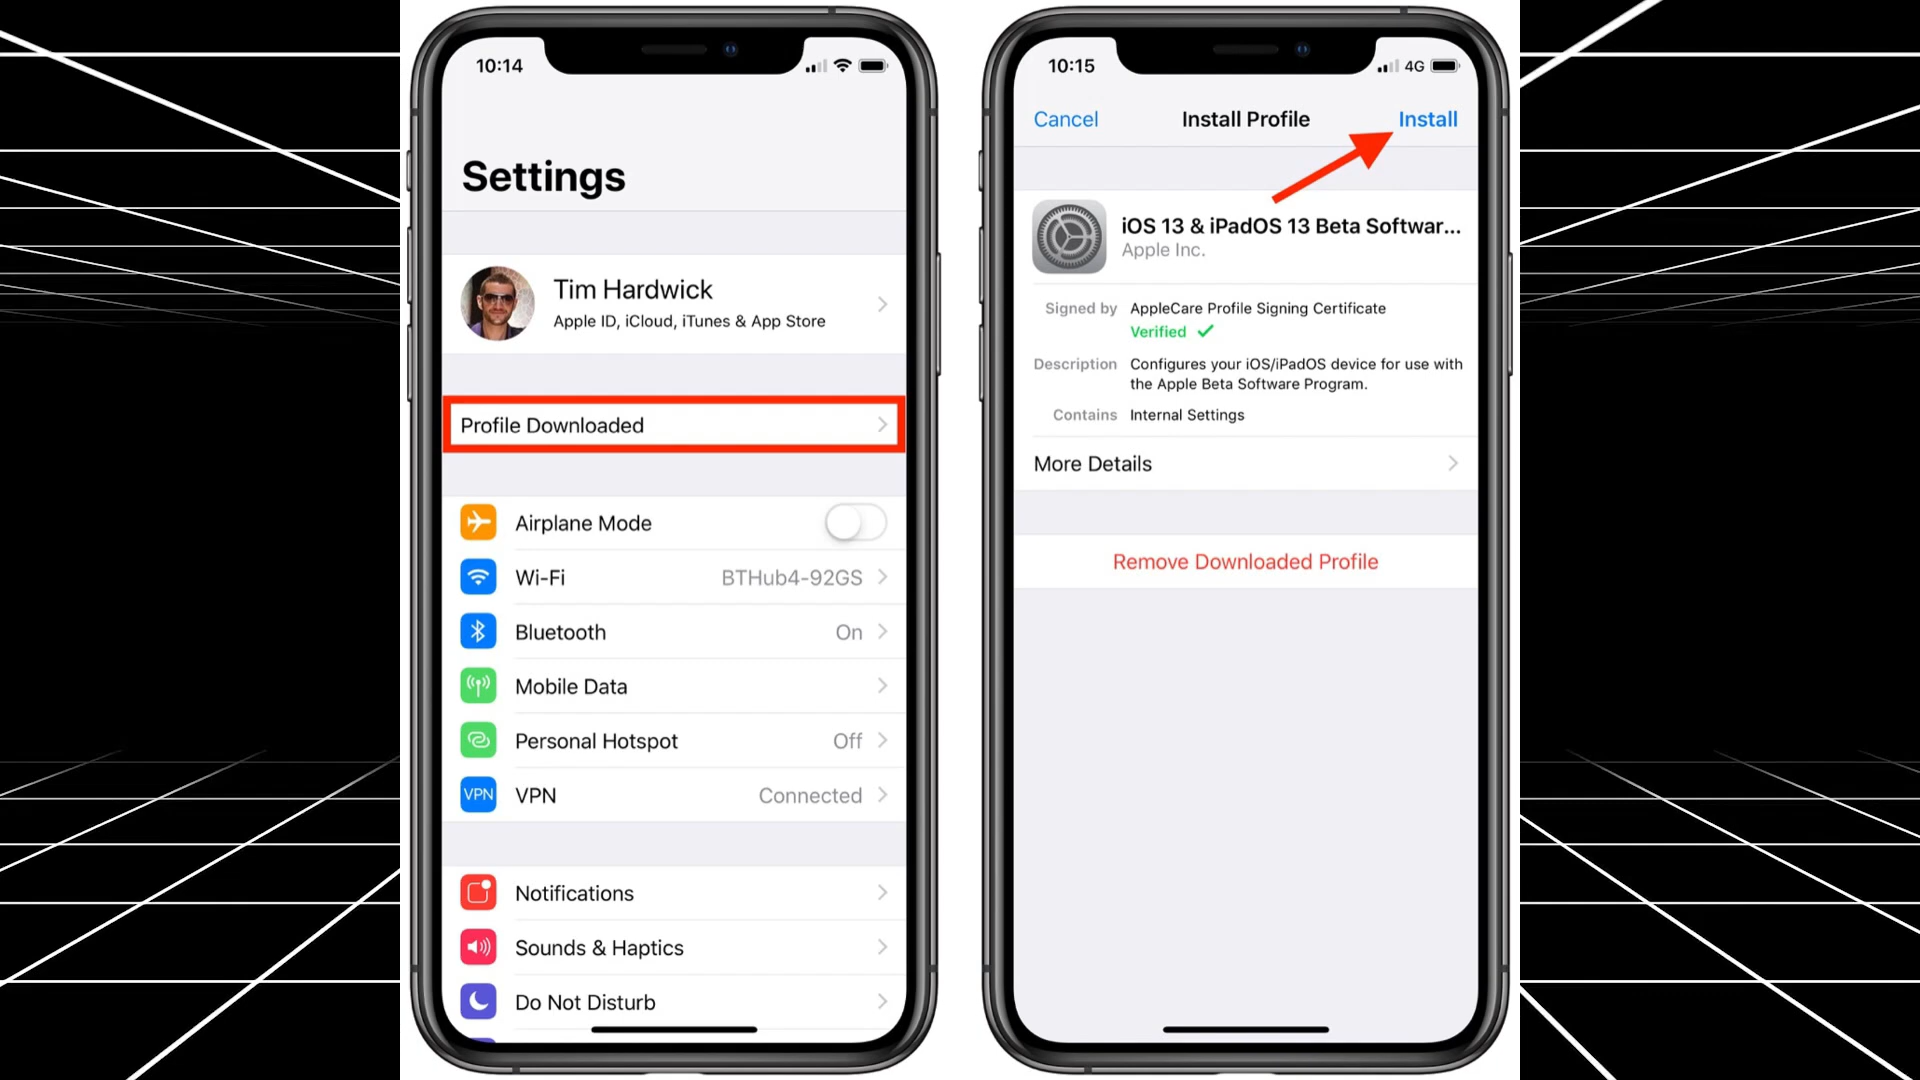 10:14
Settings
Tim Hardwick
Apple ID, iCloud, iTunes & App Store
Profile Downloaded
Airplane Mode
Wi-Fi BTHub4-92GS
Bluetooth On
Mobile Data
Personal Hotspot Off
VPN VPN Connected
Notifications
Sounds & Haptics
Do Not Disturb
10:15 4G
Cancel Install Profile Install
iOS 13 & iPadOS 13 Beta Softwar...
Apple Inc.
Signed by AppleCare Profile Signing Certificate
Verified
Description Configures your iOS/iPadOS device for use with
the Apple Beta Software Program.
Contains Internal Settings
More Details
Remove Downloaded Profile